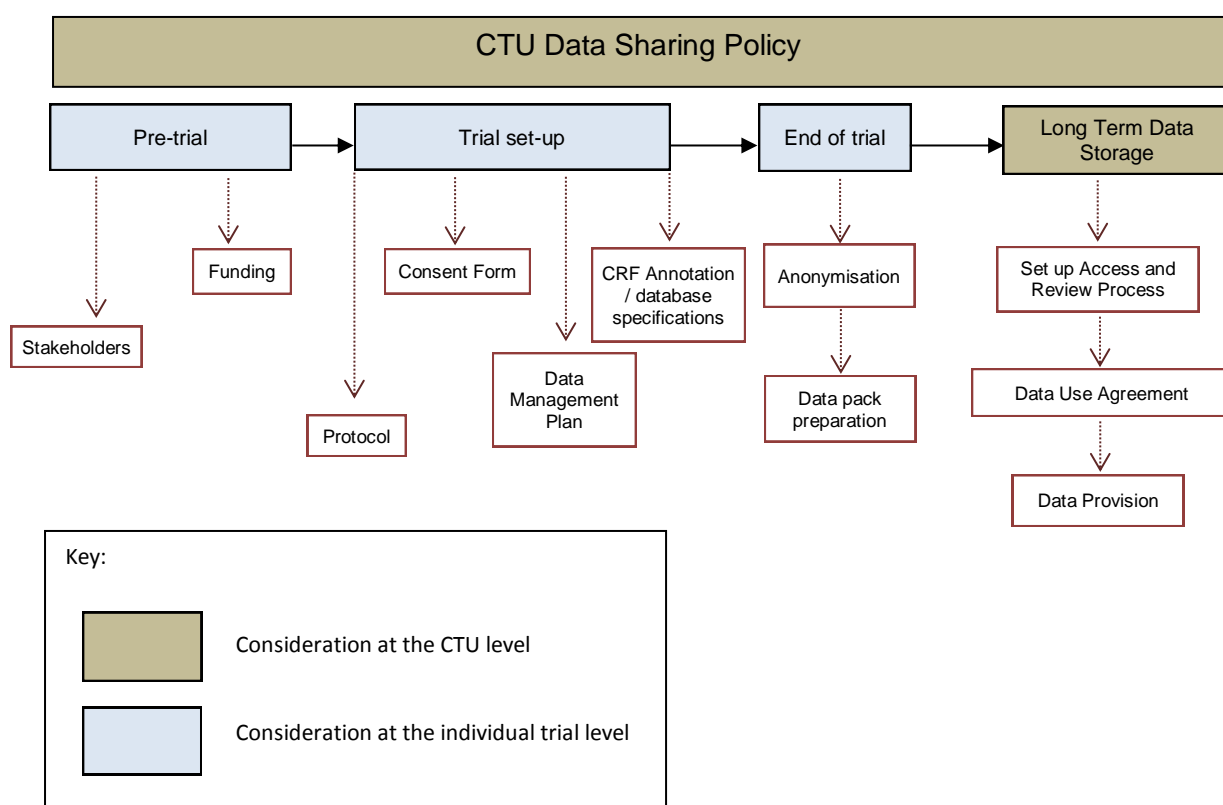 CTU Data Sharing Policy
Pre-trial
Trial set-up
End of trial
Long Term Data
Storage
Stakeholders
Funding
Protocol
Consent Form
Data
Management
Plan
CRF Annotation
/ database
specifications
Anonymisation
Data pack
preparation
Set up Access and
Review Process
Data Use Agreement
Data Provision
Key:
Consideration at the CTU level
Consideration at the individual trial level